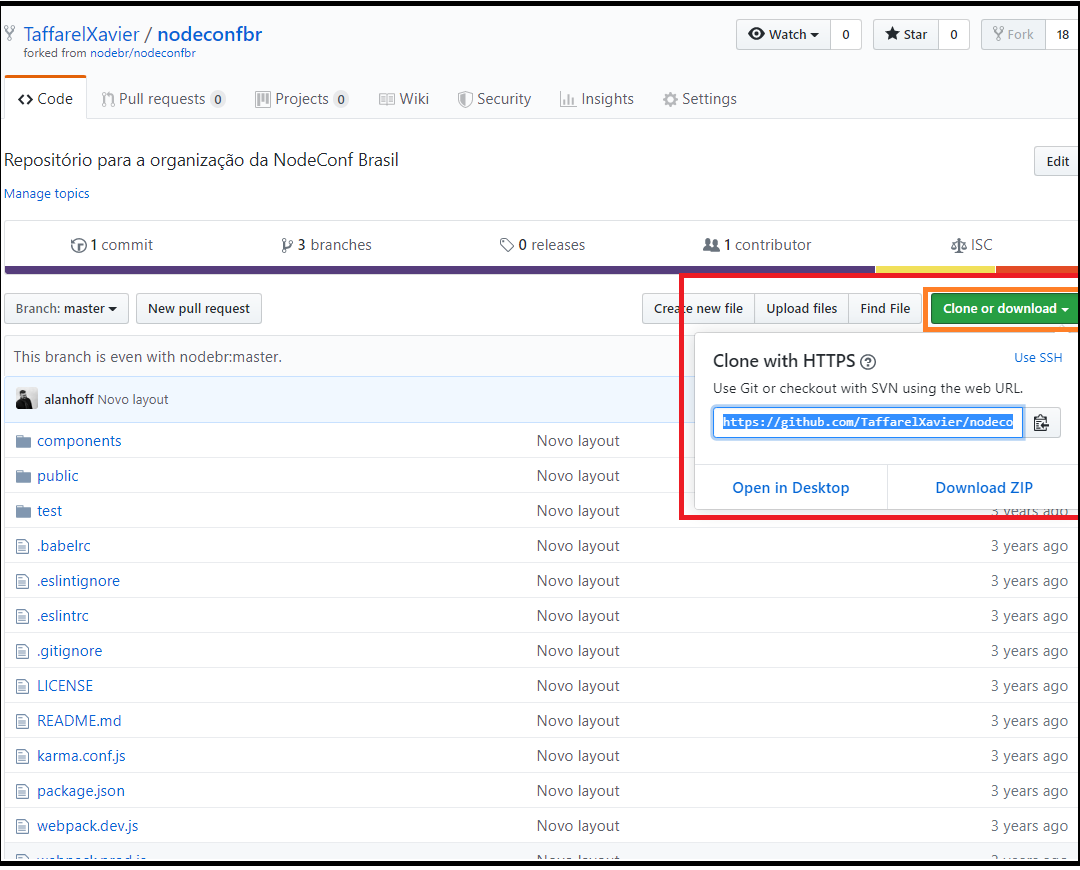 TaffarelXavier / nodeconfbr
Watch 0 Star 0 Fork 18
forked from nodebr/nodeconfbr
Code Pull requests 0 Projects 0 Wiki Security Insights Settings
Repositório para a organização da NodeConf Brasil
Edit
Manage topics
1 commit 3 branches 0 releases 1 contributor ISC
Branch: master New pull request Create new file Upload files Find File Clone or download
This branch is even with nodebr:master.
Clone with HTTPS Use SSH
Use Git or checkout with SVN using the web URL.
alanhoff Novo layout
https://github.com/TaffarelXavier/nodeco
components Novo layout
public Novo layout
Open in Desktop Download ZIP
test Novo layout 3 years ago
.babelrc Novo layout 3 years ago
.eslintignore Novo layout 3 years ago
.eslintrc Novo layout 3 years ago
.gitignore Novo layout 3 years ago
LICENSE Novo layout 3 years ago
README.md Novo layout 3 years ago
karma.conf.js Novo layout 3 years ago
package.json Novo layout 3 years ago
webpack.dev.js Novo layout 3 years ago